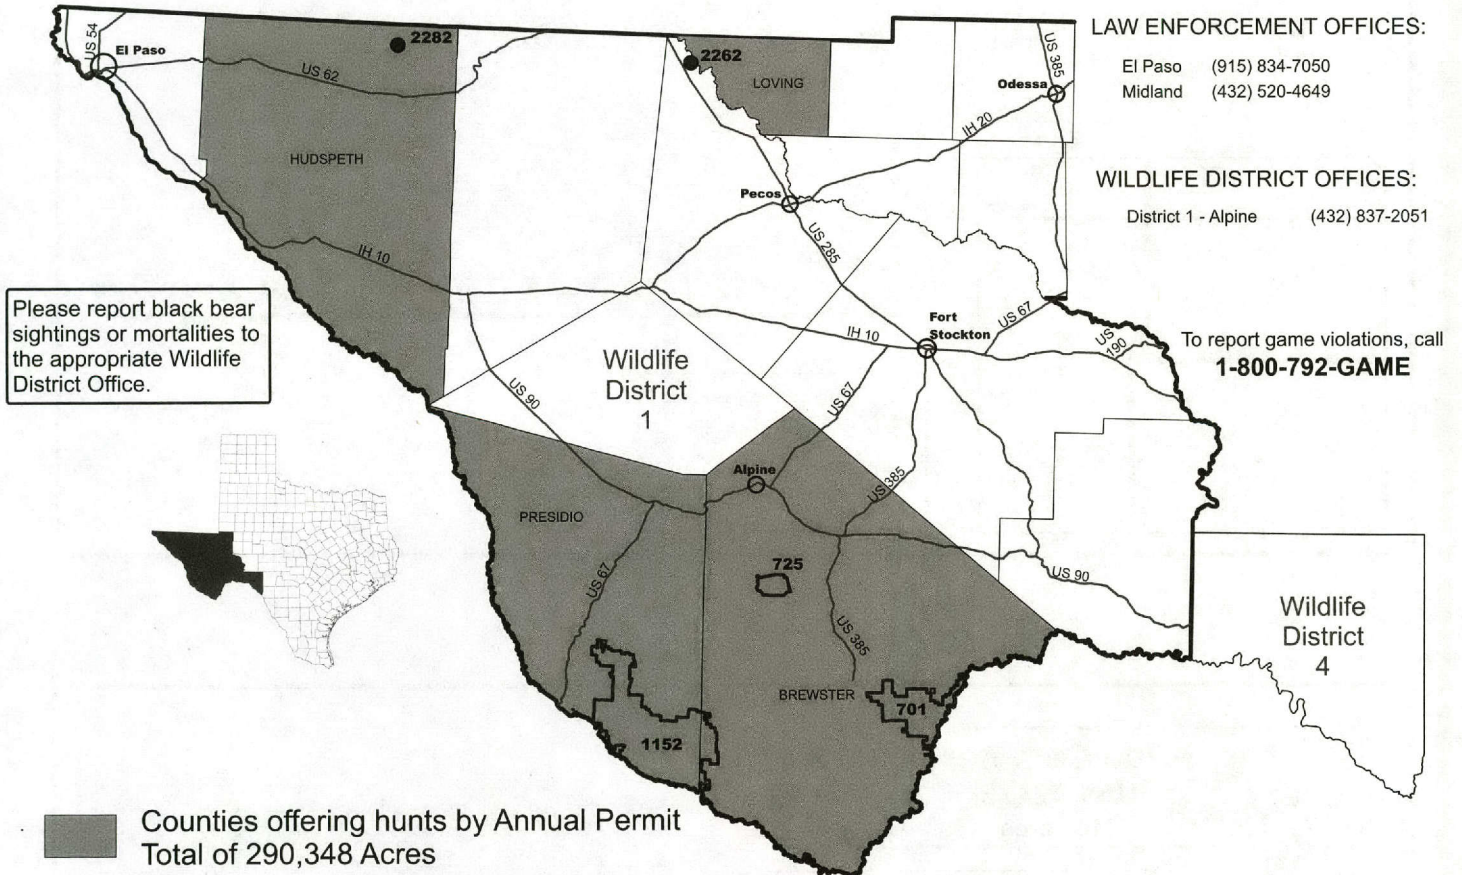 LAW ENFORCEMENT OFFICES:
El Paso (915) 834-7050
Midland (432) 520-4649
WILDLIFE DISTRICT OFFICES:
District 1 - Alpine (432) 837-2051
To report game violations, call
1-800-792-GAME
US 54
El Paso
2282
US 62
HUDSPETH
2262
LOVING
US 385
Odessa
IH 20
Pecos
US 285
IH 10
Please report black bear
sightings or mortalities to
the appropriate Wildlife
District Office.
Wildlife
District
1
IH 10
Fort
Stockton
US 67
US
190
US 90
US 67
Alpine
US 385
PRESIDIO
725
US 90
US 67
US 385
BREWSTER
701
1152
Wildlife
District
4
Counties offering hunts by Annual Permit
Total of 290,348 Acres